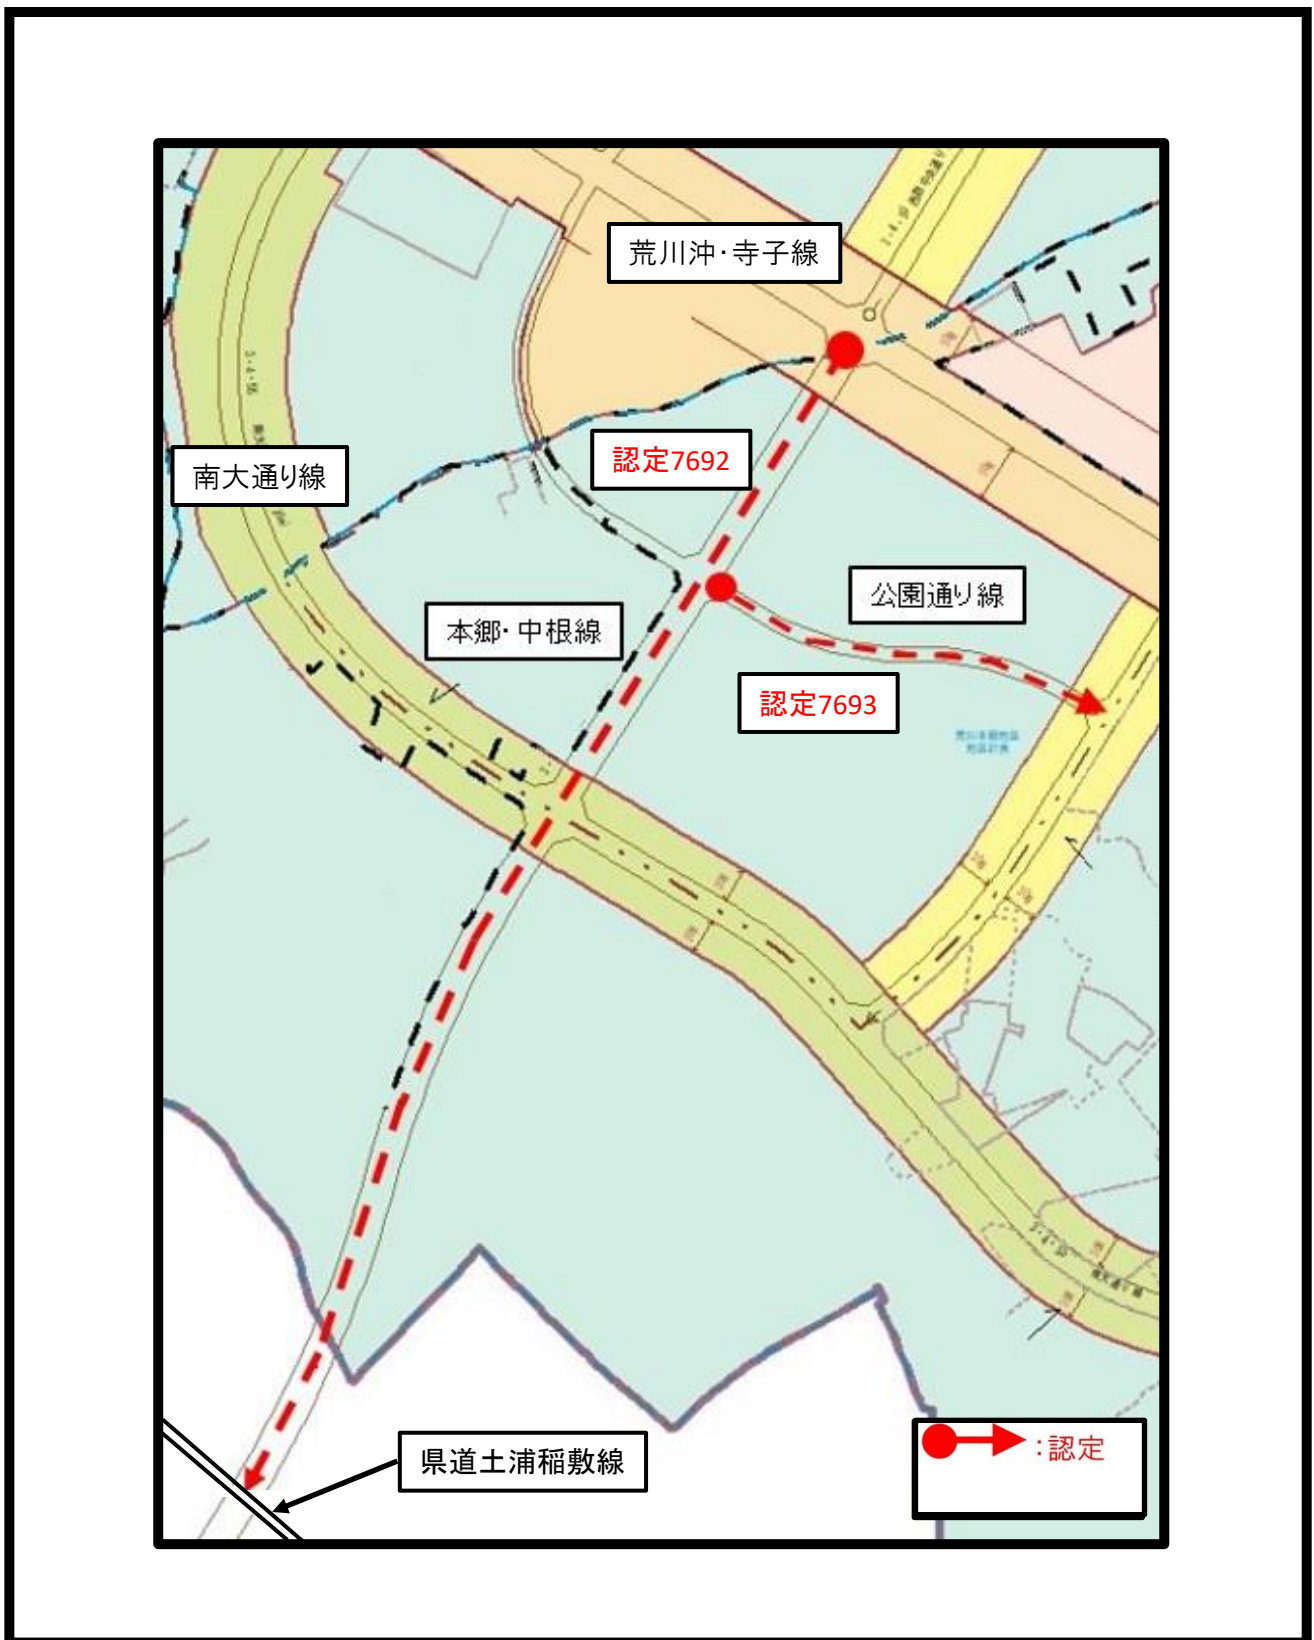 荒川沖・寺子線
認定7692
南大通り線
公園通り線
本郷・中根線
認定7693
県道土浦稲敷線
:認定